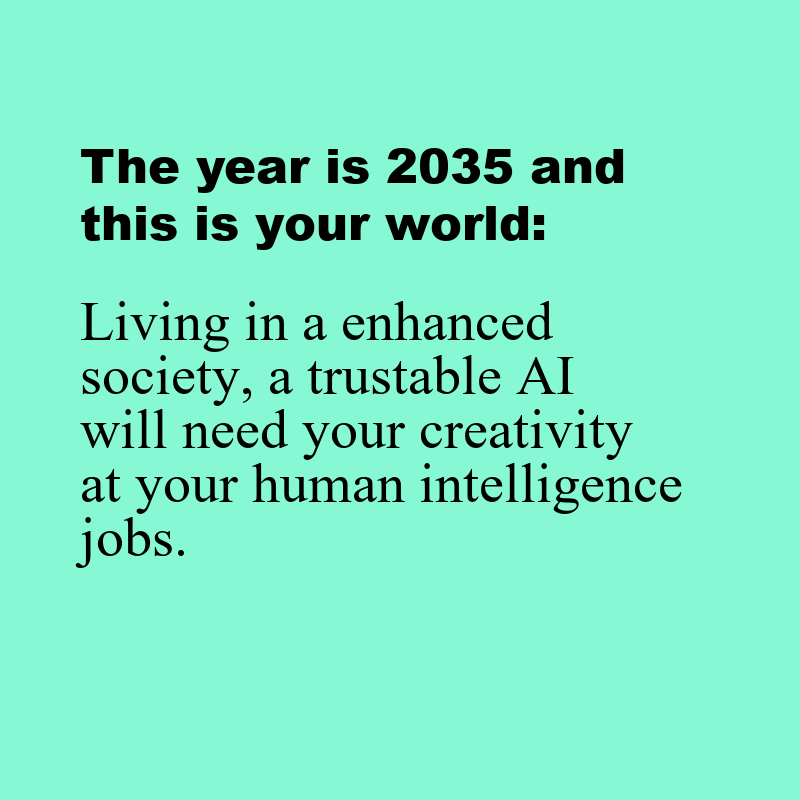 The year is 2035 and
this is your world:
Living in a enhanced
society, a trustable AI
will need your creativity
at your human intelligence
jobs.